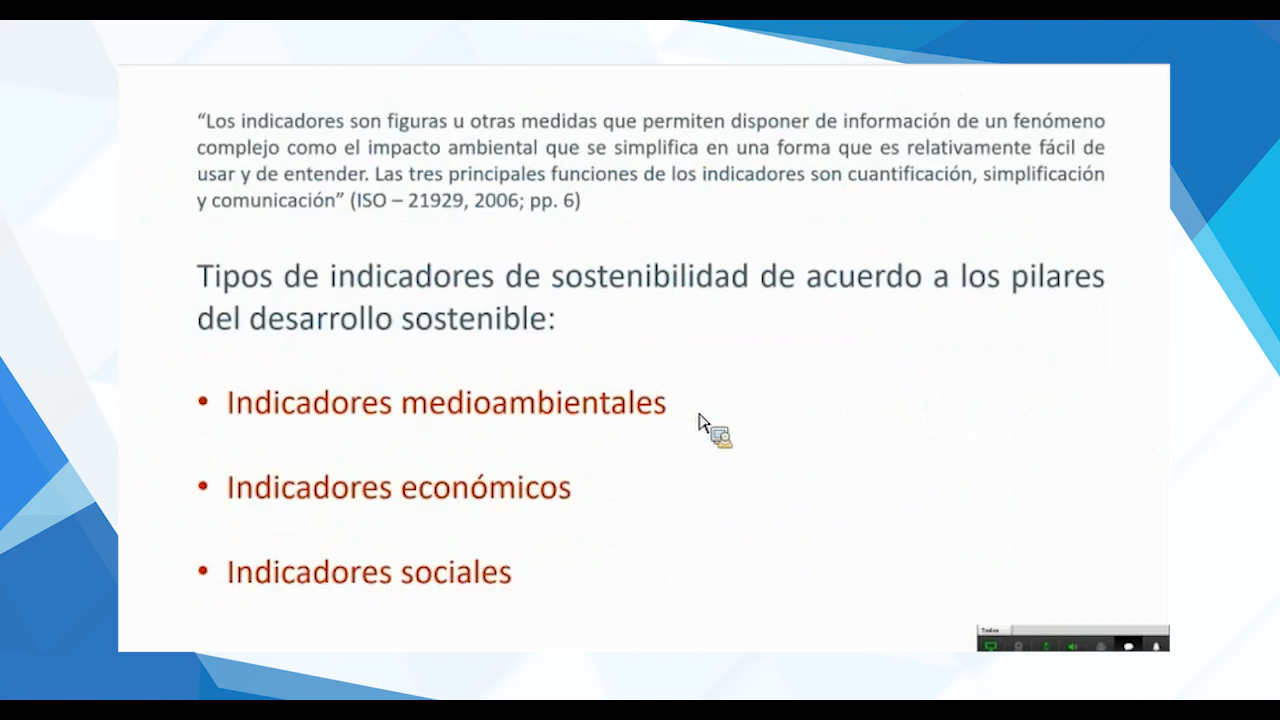 “Los indicadores son figuras u otras medidas que permiten disponer de información de un fenómeno
complejo como el impacto ambiental que se simplifica en una forma que es relativamente fácil de
usar y de entender. Las tres principales funciones de los indicadores son cuantificación, simplificación
y comunicación” (ISO – 21929, 2006; pp. 6)
Tipos de indicadores de sostenibilidad de acuerdo a los pilares
del desarrollo sostenible:
• Indicadores medioambientales
• Indicadores económicos
• Indicadores sociales
Todos